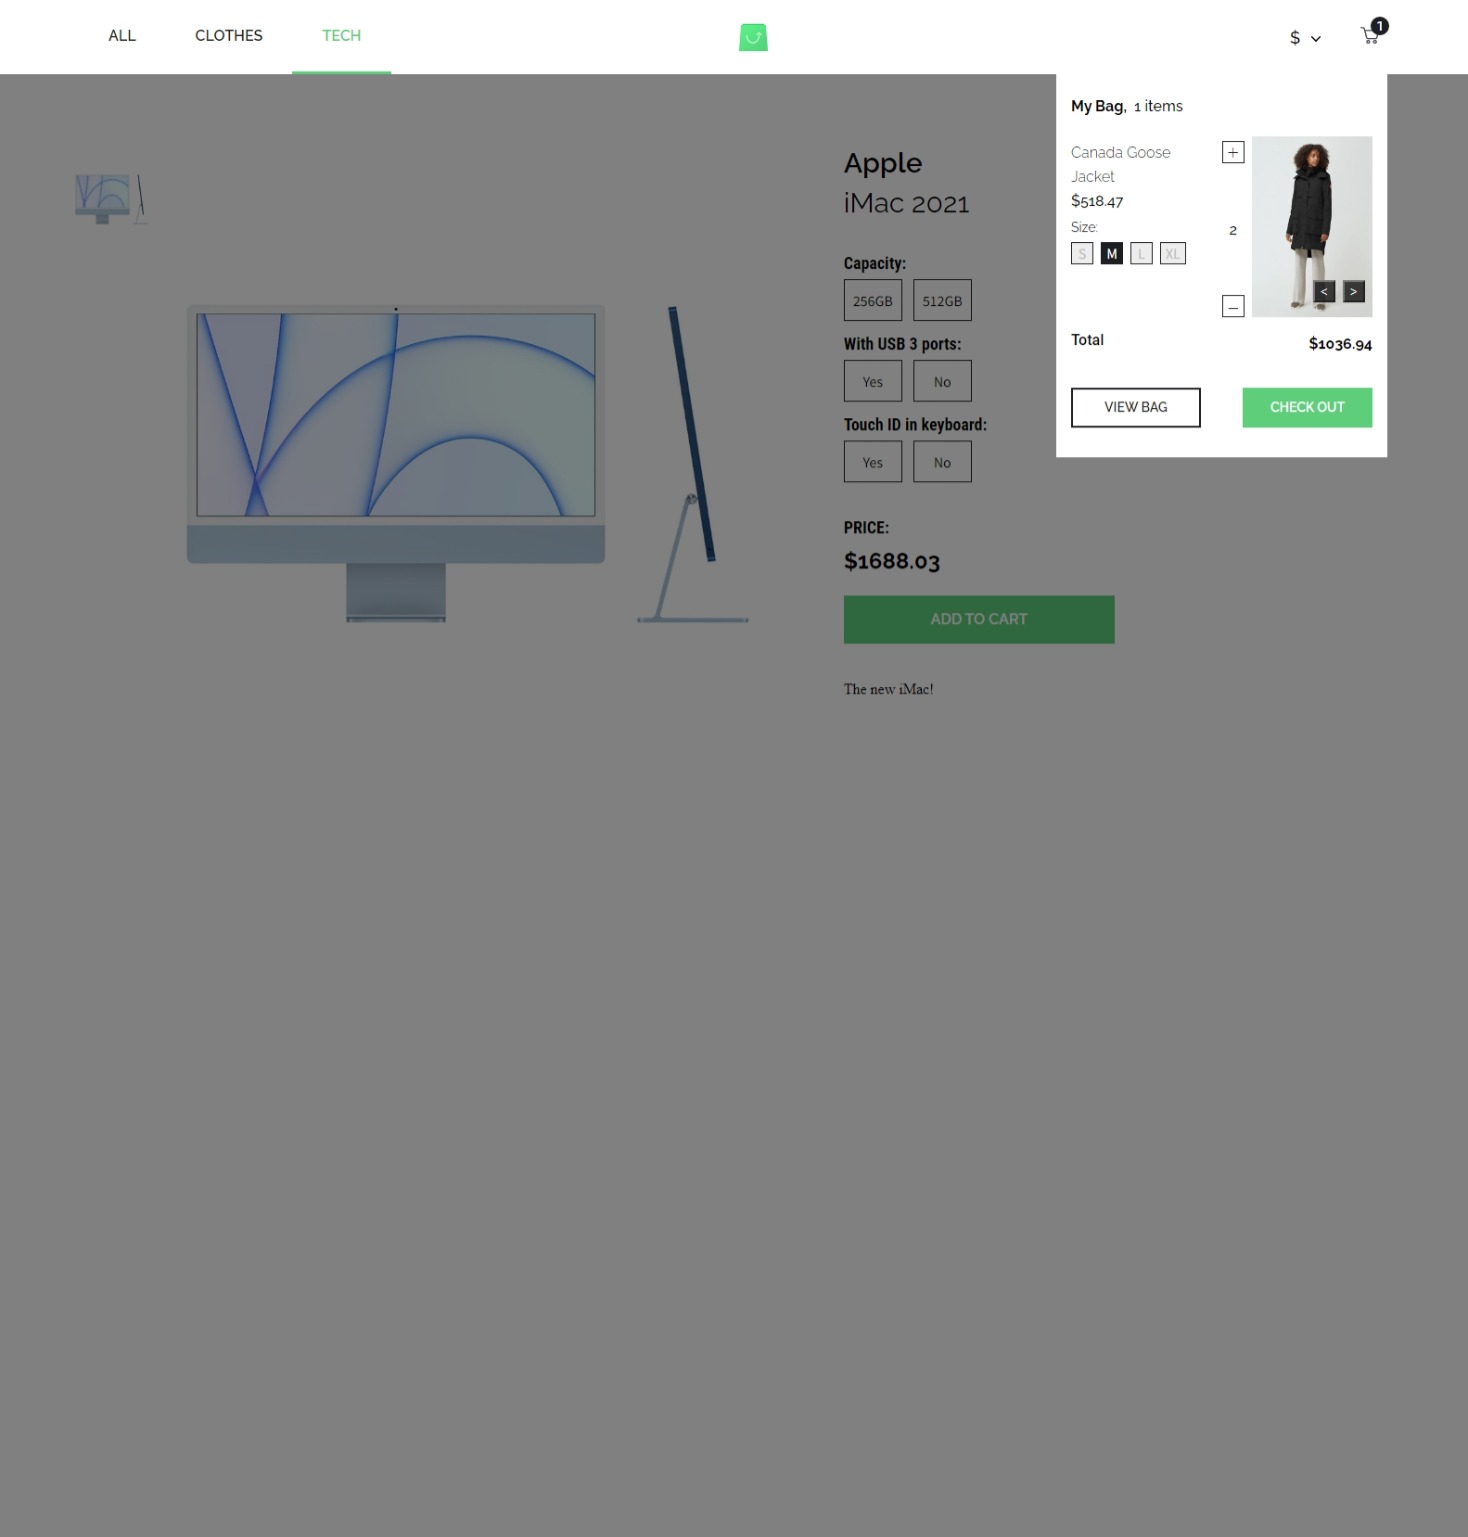 ALL CLOTHES TECH $ 1
My Bag, 1 items
Canada Goose
Jacket
$518.47
Size:
S M L XL
+
2
–
< >
Total $1036.94
VIEW BAG CHECK OUT
Apple
iMac 2021
Capacity:
256GB 512GB
With USB 3 ports:
Yes No
Touch ID in keyboard:
Yes No
PRICE:
$1688.03
ADD TO CART
The new iMac!